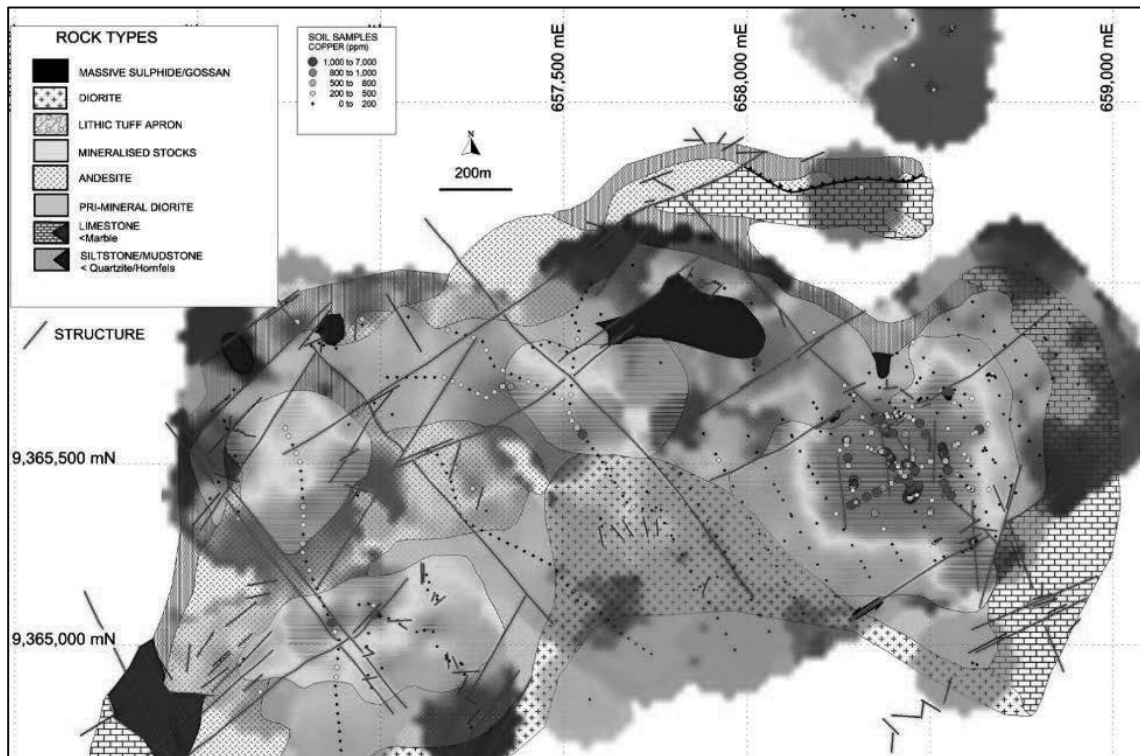 ROCK TYPES
MASSIVE SULPHIDE/GOSSAN
DIORITE
LITHIC TUFF APRON
MINERALISED STOCKS
ANDESITE
PRI-MINERAL DIORITE
LIMESTONE
<Marble
SILTSTONE/MUDSTONE
< Quartzite/Hornfels
STRUCTURE
SOIL SAMPLES
COPPER (ppm)
1,000 to 7,000
800 to 1,000
500 to 800
200 to 500
0 to 200
N
200m
657,500 mE
658,000 mE
659,000 mE
9,365,500 mN
9,365,000 mN